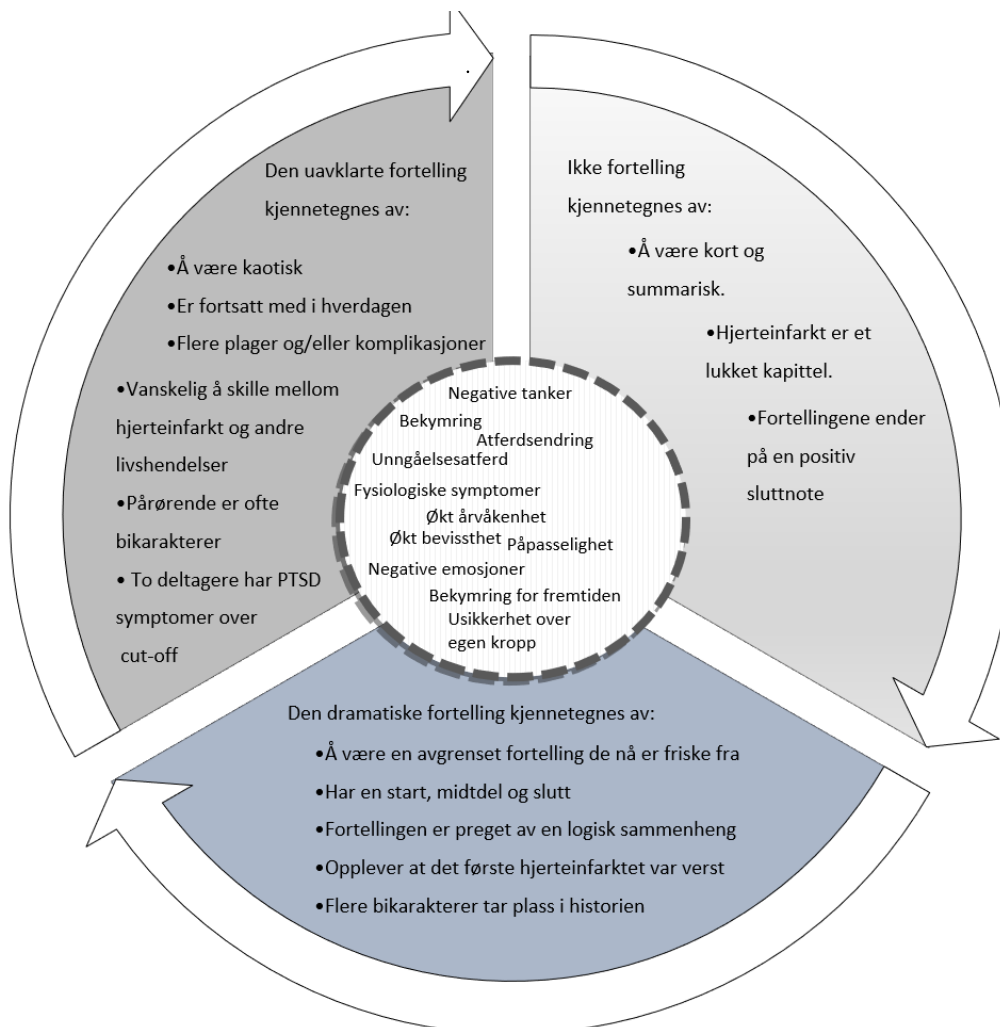 Den uavklarte fortelling
kjennetegnes av:
•Å være kaotisk
•Er fortsatt med i hverdagen
•Flere plager og/eller komplikasjoner
•Vanskelig å skille mellom
hjerteinfarkt og andre
livshendelser
•Pårørende er ofte
bikarakterer
• To deltagere har PTSD
symptomer over
cut-off
Ikke fortelling
kjennetegnes av:
•Å være kort og
summarisk.
•Hjerteinfarkt er et
lukket kapittel.
•Fortellingene ender
på en positiv
sluttnote
Negative tanker
Bekymring
Atferdsendring
Unngåelsesatferd
Fysiologiske symptomer
Økt årvåkenhet
Økt bevissthet
Påpasselighet
Negative emosjoner
Bekymring for fremtiden
Usikkerhet over
egen kropp
Den dramatiske fortelling kjennetegnes av:
•Å være en avgrenset fortelling de nå er friske fra
•Har en start, midtdel og slutt
•Fortellingen er preget av en logisk sammenheng
•Opplever at det første hjerteinfarktet var verst
•Flere bikarakterer tar plass i historien